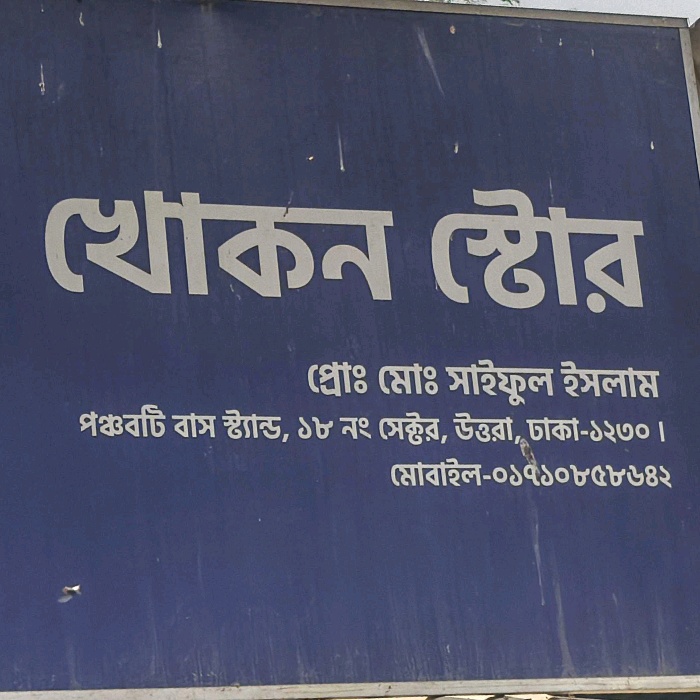 খোকন স্টোর
প্রোঃ মোঃ সাইফুল ইসলাম
পঞ্চবটি বাস স্ট্যান্ড, ১৮ নং সেক্টর, উত্তরা, ঢাকা-১২৩০।
মোবাইল-০১৭১০৮৫৮৬৪২